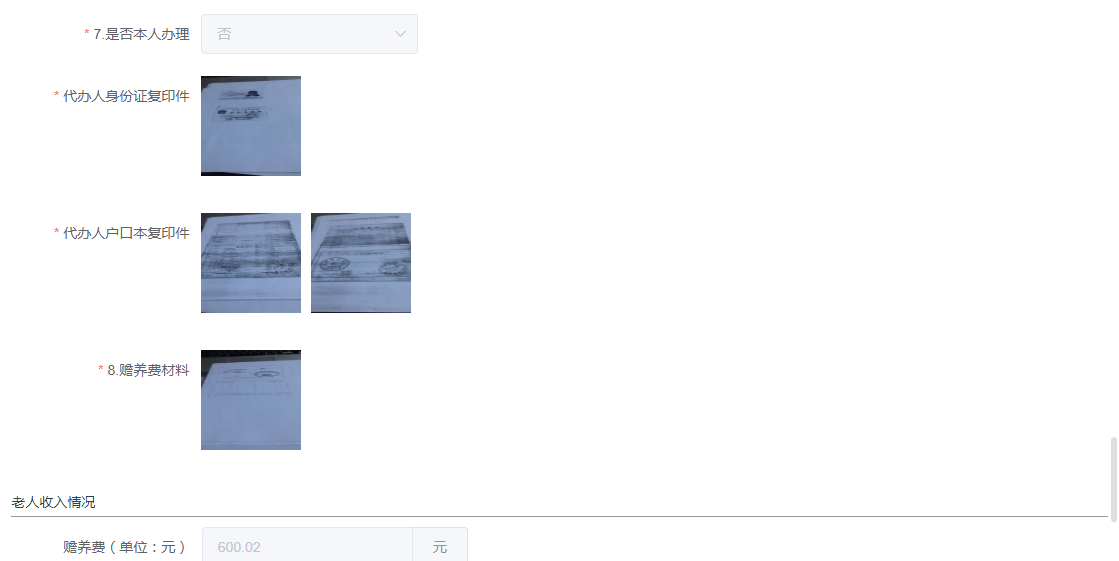 * 7.是否本人办理 否
* 代办人身份证复印件
* 代办人户口本复印件
* 8.赡养费材料
老人收入情况
赡养费（单位：元） 600.02 元